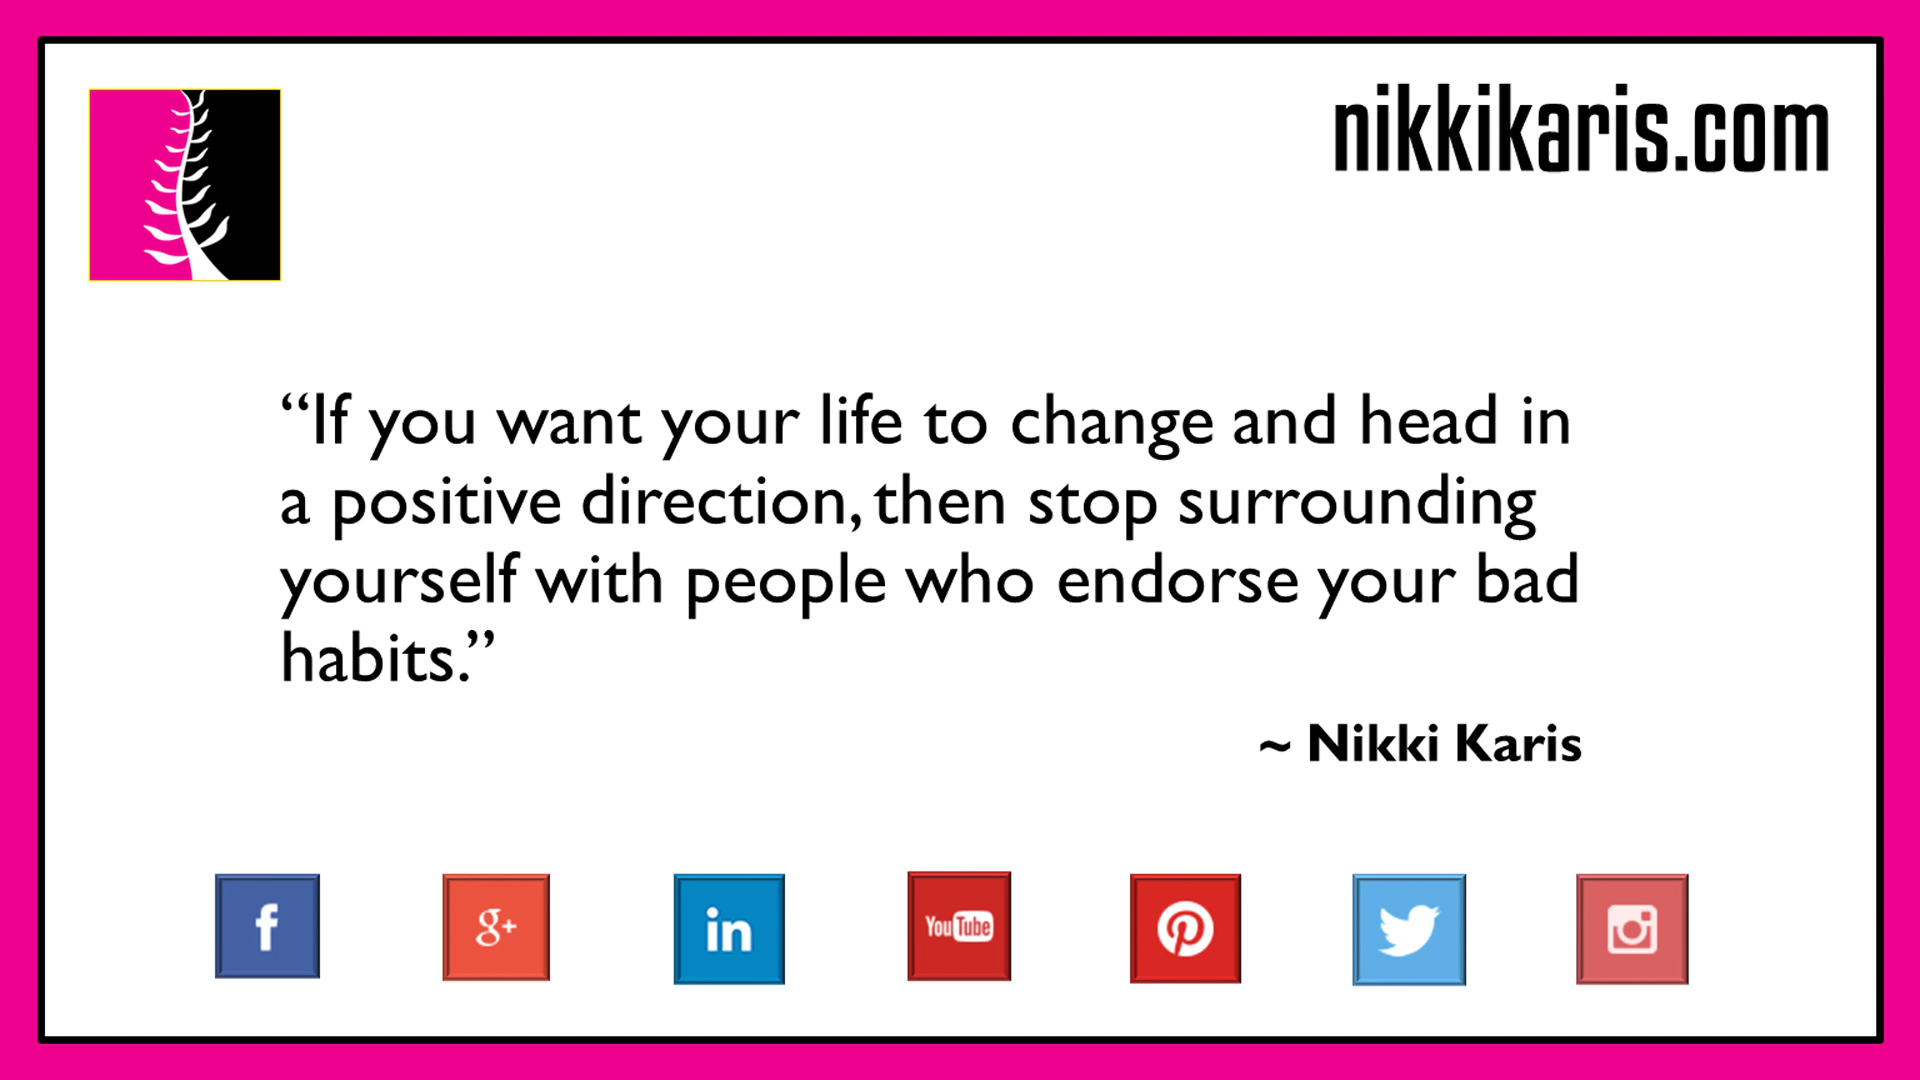 nikkikaris.com
“If you want your life to change and head in
a positive direction, then stop surrounding
yourself with people who endorse your bad
habits.”
~ Nikki Karis
f
g+
in
YouTube